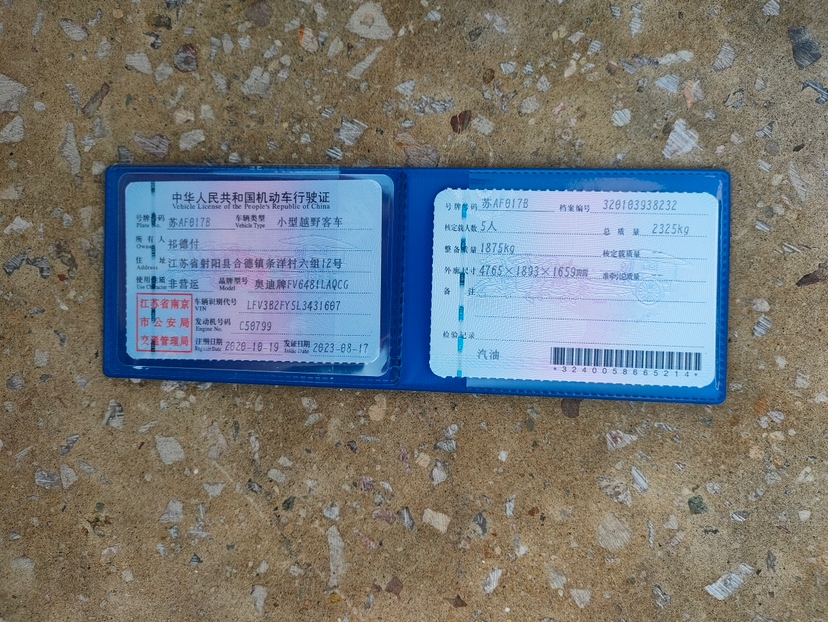 中华人民共和国机动车行驶证
Vehicle License of the People's Republic of China
号牌号码 Plate No. 苏AF017B 车辆类型 Vehicle Type 小型越野客车
所有人 Owner 祁德付
住址 Address 江苏省射阳县合德镇条洋村六组12号
使用性质 Use Character 非营运 品牌型号 Model 奥迪牌FV6481LAQCG
江苏省南京市公安局交通管理局
车辆识别代号 VIN LFV3B2FY5L3431607
发动机号码 Engine No. C50799
注册日期 Register Date 2020-10-19 发证日期 Issue Date 2023-08-17
号牌号码 苏AF017B 档案编号 320103938232
核定载人数 5人 总质量 2325kg
整备质量 1875kg 核定载质量
外廓尺寸 4765×1893×1659mm 准牵引总质量 --
备注
检验记录
汽油
*3240058665214*